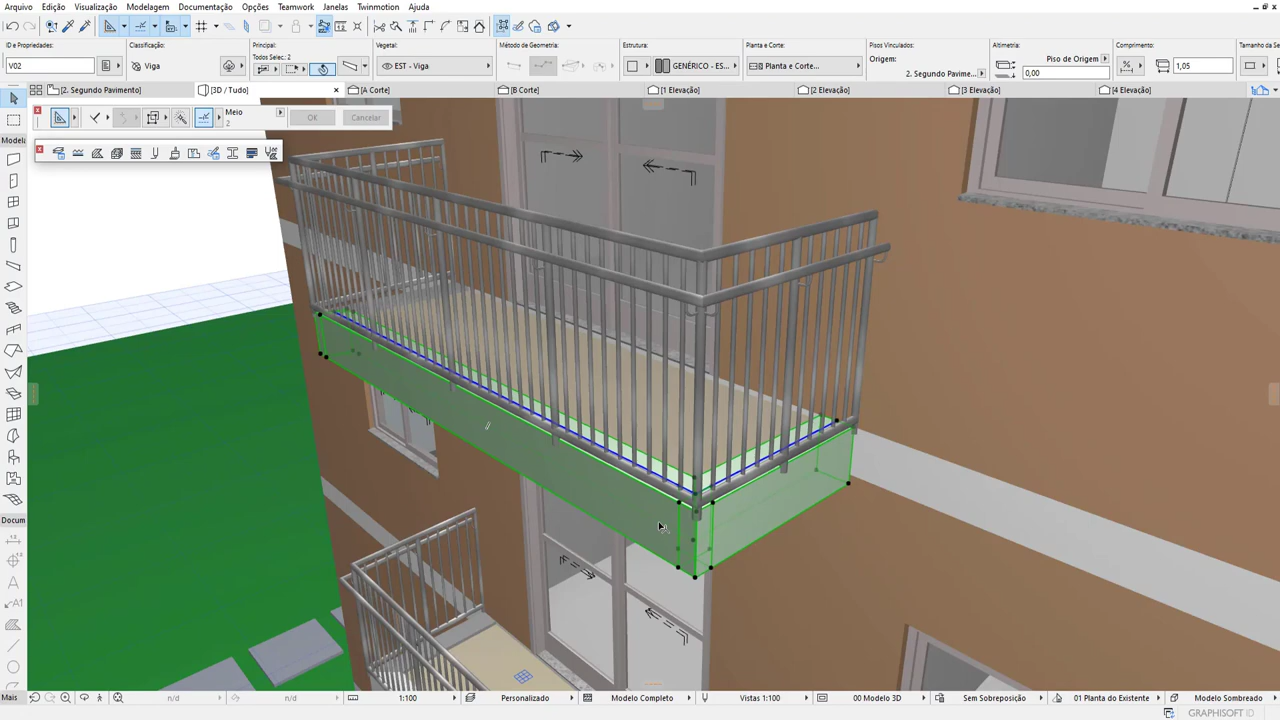 Arquivo Edição Visualização Modelagem Documentação Opções Teamwork Janelas Twinmotion Ajuda
ID e Propriedades: Classificação: Principal: Vegetal: Método de Geometria: Estrutura: Planta e Corte: Pisos Vinculados: Altimetria: Comprimento: Tamanho da Se
Todos Selec.: 2 Origem: Piso de Origem
V02 Viga EST - Viga GENÉRICO - ES... Planta e Corte... 2. Segundo Pavime... 0,00 1,05
[2. Segundo Pavimento] [3D / Tudo] [A Corte] [B Corte] [1 Elevação] [2 Elevação] [3 Elevação] [4 Elevação]
Meio
2
OK Cancelar
Model
Docum
Mais n/d n/d 1:100 Personalizado Modelo Completo Vistas 1:100 00 Modelo 3D Sem Sobreposição 01 Planta do Existente Modelo Sombreado
GRAPHISOFT ID